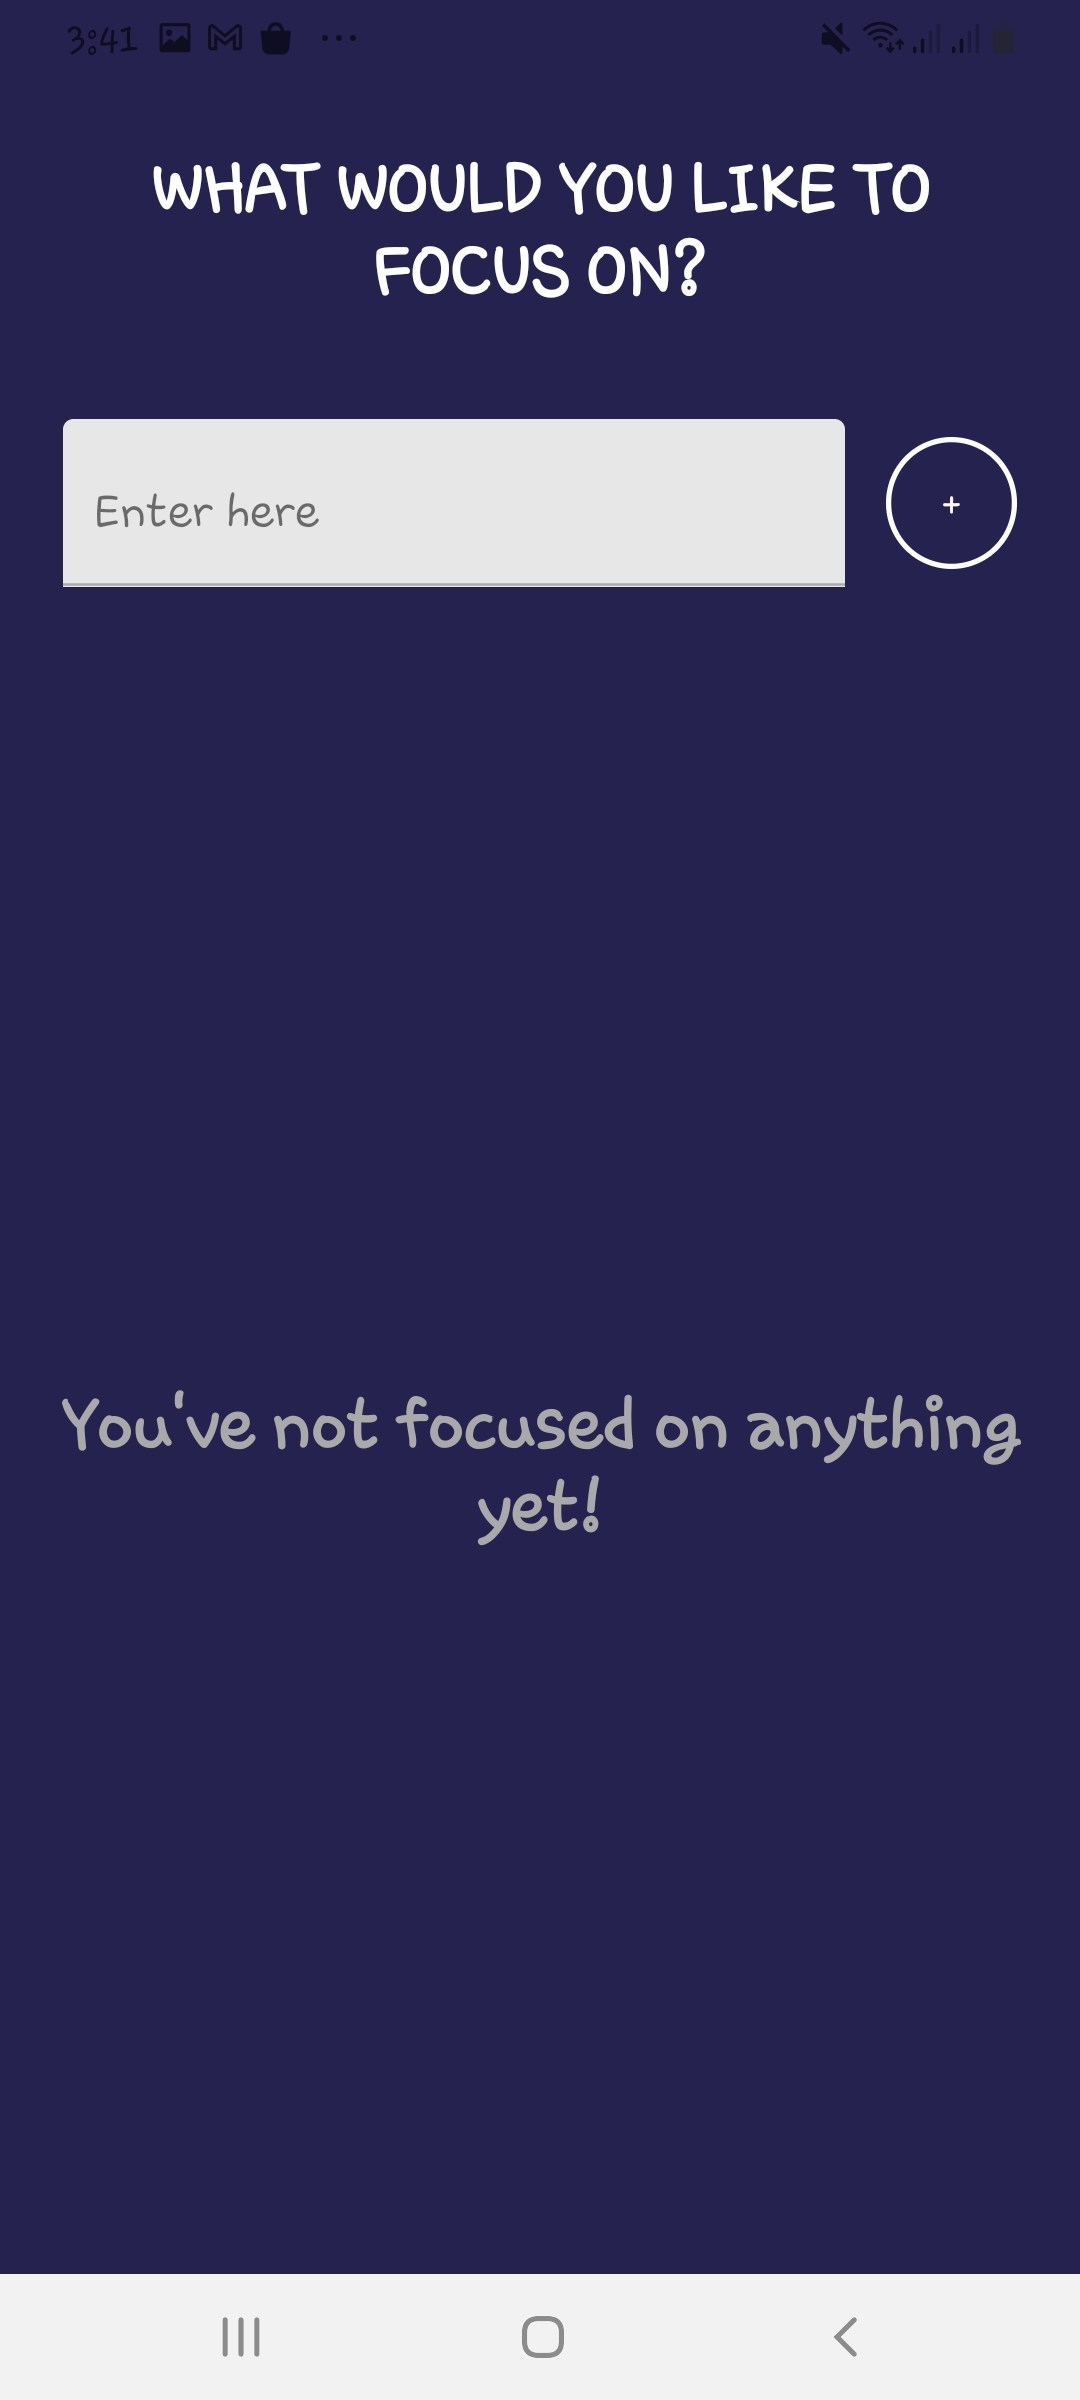 3:41
WHAT WOULD YOU LIKE TO
FOCUS ON?
Enter here
+
You've not focused on anything
yet!